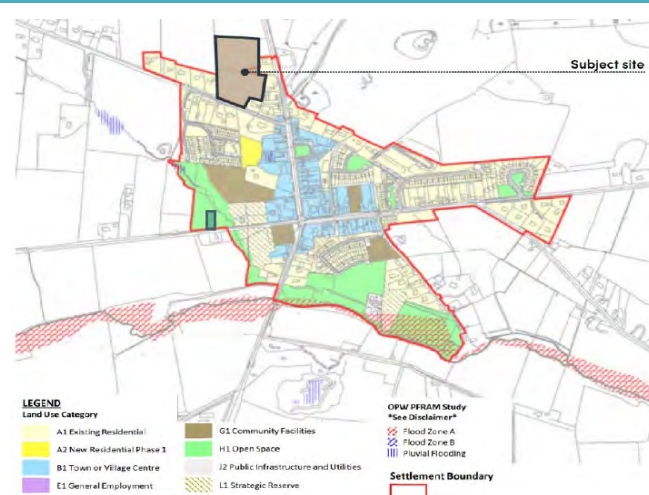 Subject site
LEGEND
Land Use Category
A1 Existing Residential
A2 New Residential Phase 1
B1 Town or Village Centre
E1 General Employment
G1 Community Facilities
H1 Open Space
J2 Public Infrastructure and Utilities
L1 Strategic Reserve
OPW PFRAM Study
*See Disclaimer*
Flood Zone A
Flood Zone B
Pluvial Flooding
Settlement Boundary